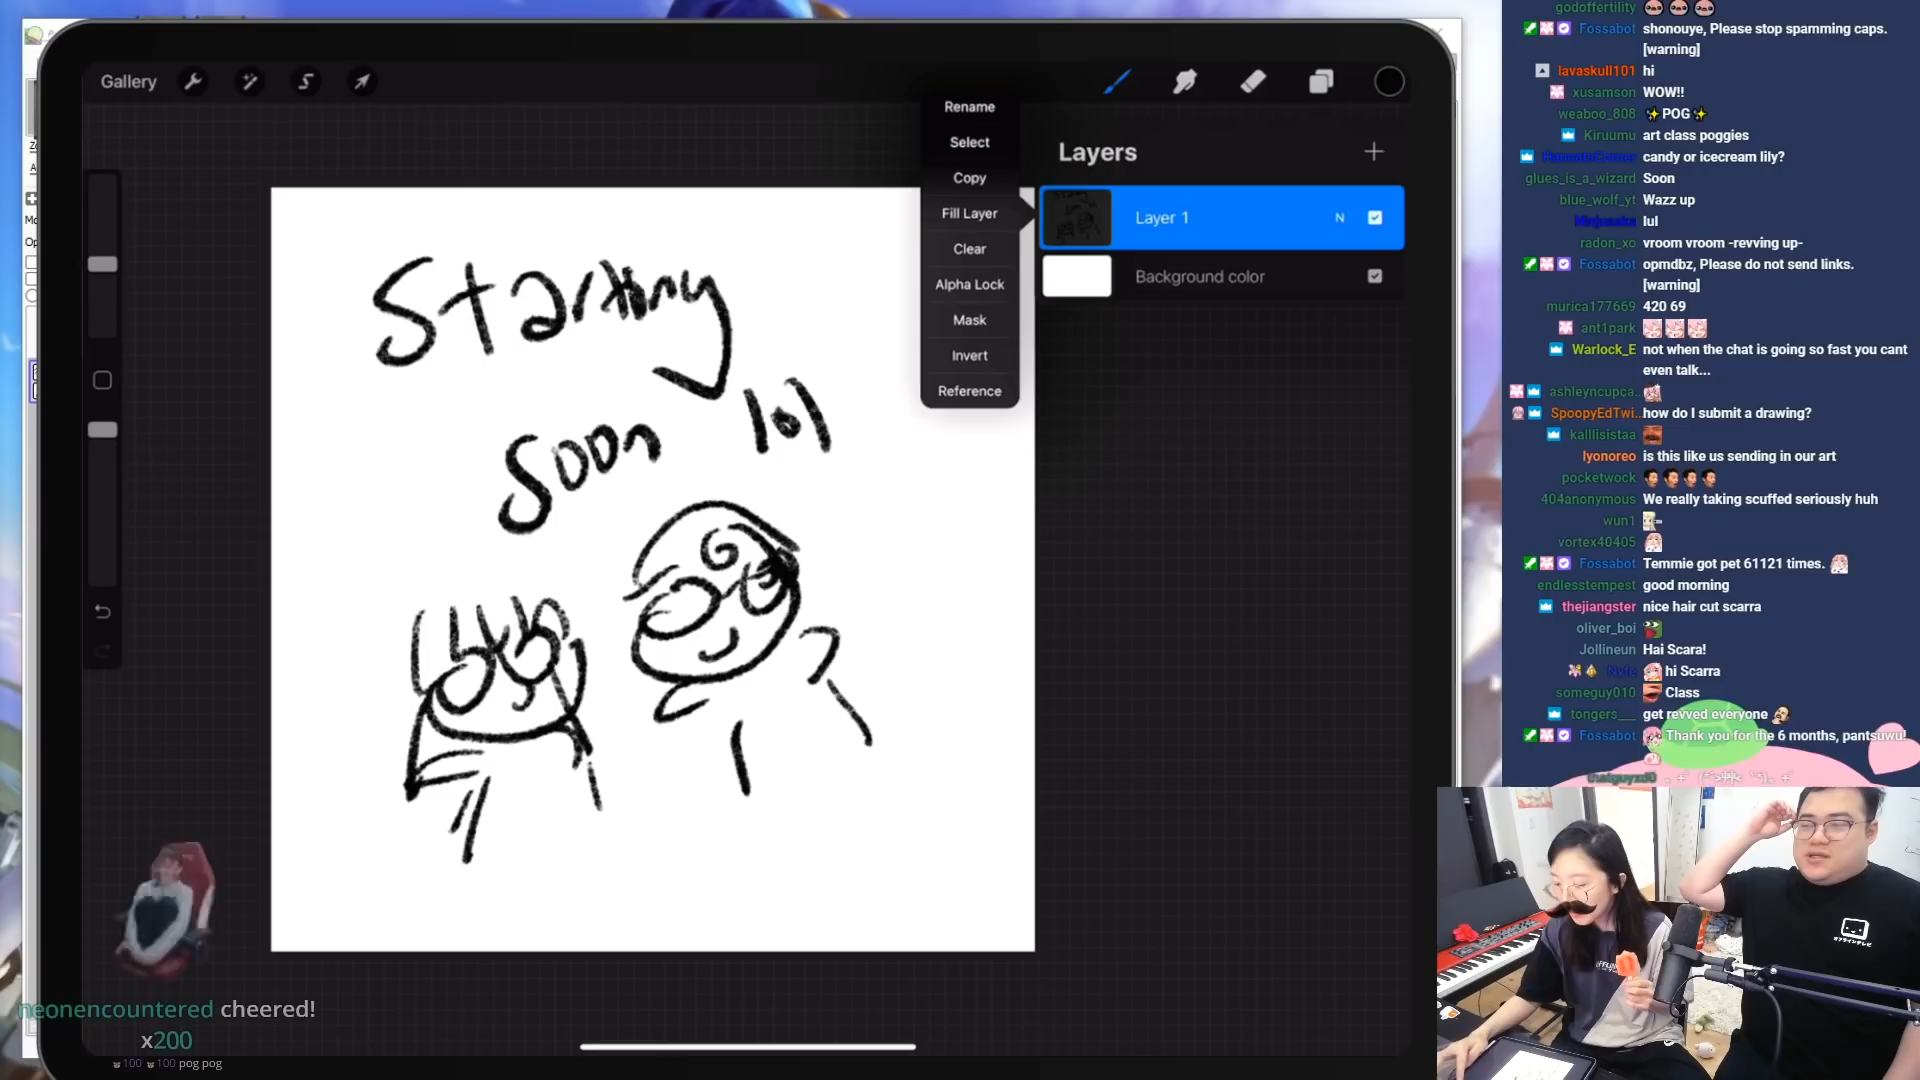 Gallery
Rename
Select
Copy
Fill Layer
Clear
Alpha Lock
Mask
Invert
Reference
Layers
Layer 1 N
Background color
Starting
soon lol
neonencountered cheered!
x200
100 100 pog pog
godoffertility
Fossabot shonouye, Please stop spamming caps.
[warning]
lavaskull101 hi
xusamson WOW!!
weaboo_808 POG
Kiruumu art class poggies
candy or icecream lily?
glues_is_a_wizard Soon
blue_wolf_yt Wazz up
lul
radon_xo vroom vroom -revving up-
Fossabot opmdbz, Please do not send links.
[warning]
murica177669 420 69
ant1park
Warlock_E not when the chat is going so fast you cant
even talk...
ashleyncupca...
SpoopyEdTwi... how do I submit a drawing?
kalllisistaa
lyonoreo is this like us sending in our art
pocketwock
404anonymous We really taking scuffed seriously huh
wun1
vortex40405
Fossabot Temmie got pet 61121 times.
endlesstempest good morning
thejiangster nice hair cut scarra
oliver_boi
Jollineun Hai Scara!
Nyfe hi Scarra
someguy010 Class
tongers___ get revved everyone
Fossabot Thank you for the 6 months, pantsuwu!